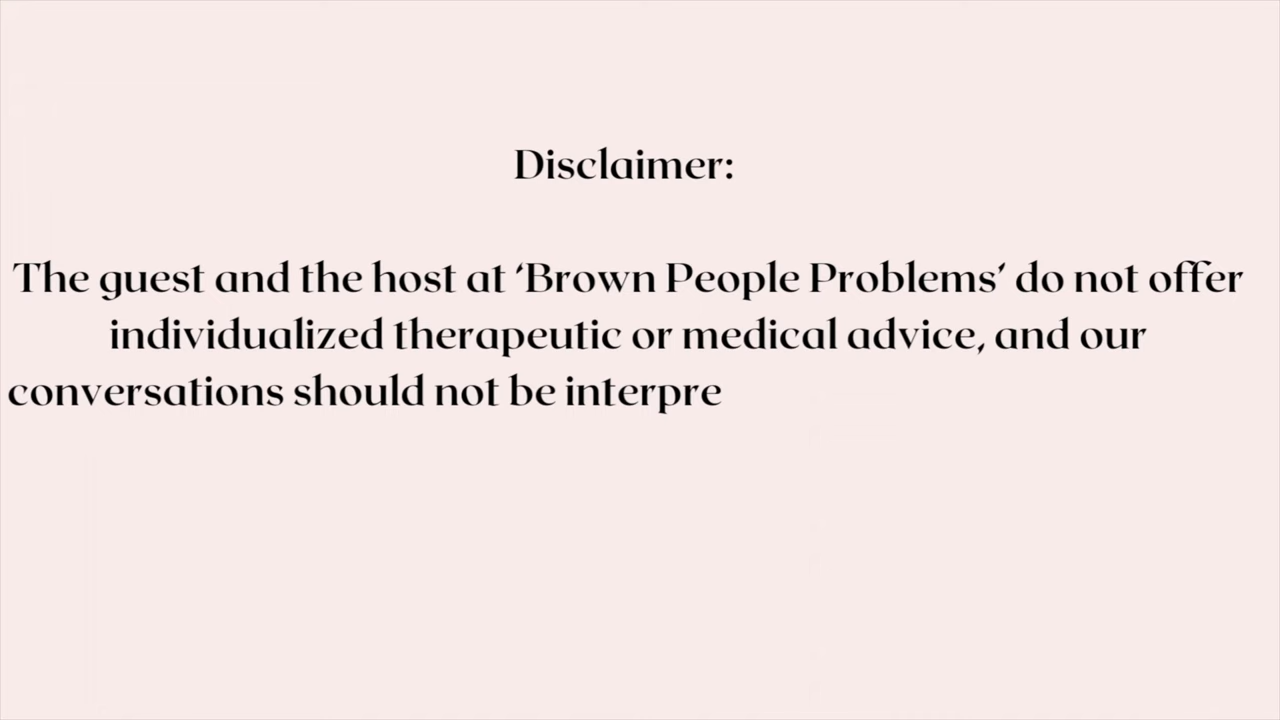 Disclaimer:
The guest and the host at ‘Brown People Problems’ do not offer
individualized therapeutic or medical advice, and our
conversations should not be interpre